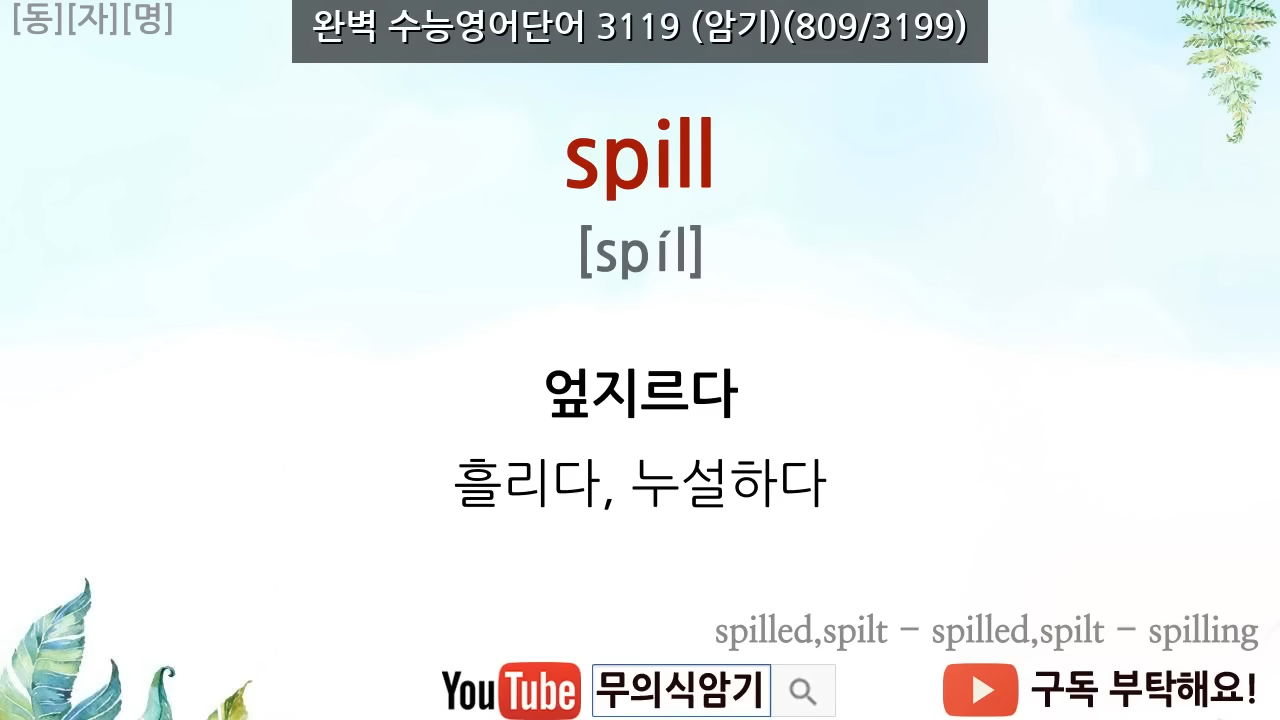 [동][자][명]
완벽 수능영어단어 3119 (암기)(809/3199)
spill
[spíl]
엎지르다
흘리다, 누설하다
spilled,spilt - spilled,spilt - spilling
YouTube 무의식암기 구독 부탁해요!